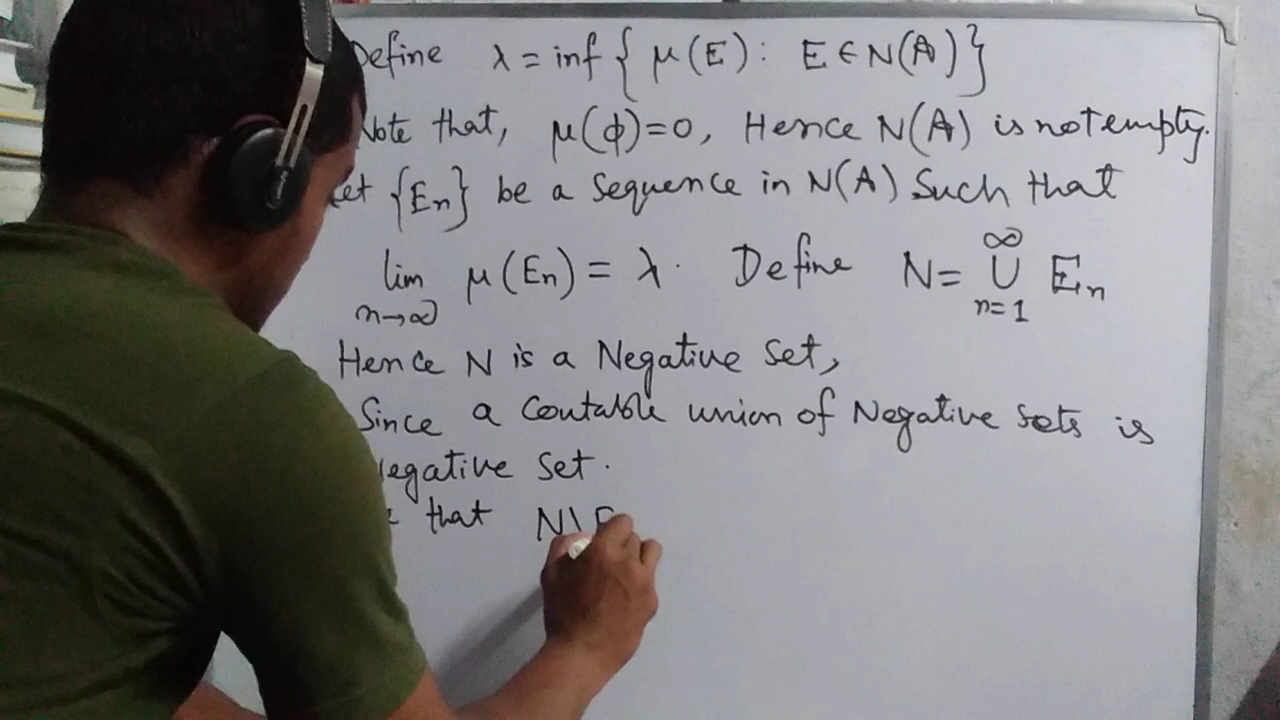 Define λ = inf { μ(E) : E ∈ N(A) }
Note that, μ(ϕ)=0, Hence N(A) is not empty.
Let {En} be a sequence in N(A) Such that
lim n→∞ μ(En) = λ. Define N = ∞ ∪ n=1 En
Hence N is a Negative Set,
Since a Coutable union of Negative Sets is
Negative Set.
that N\